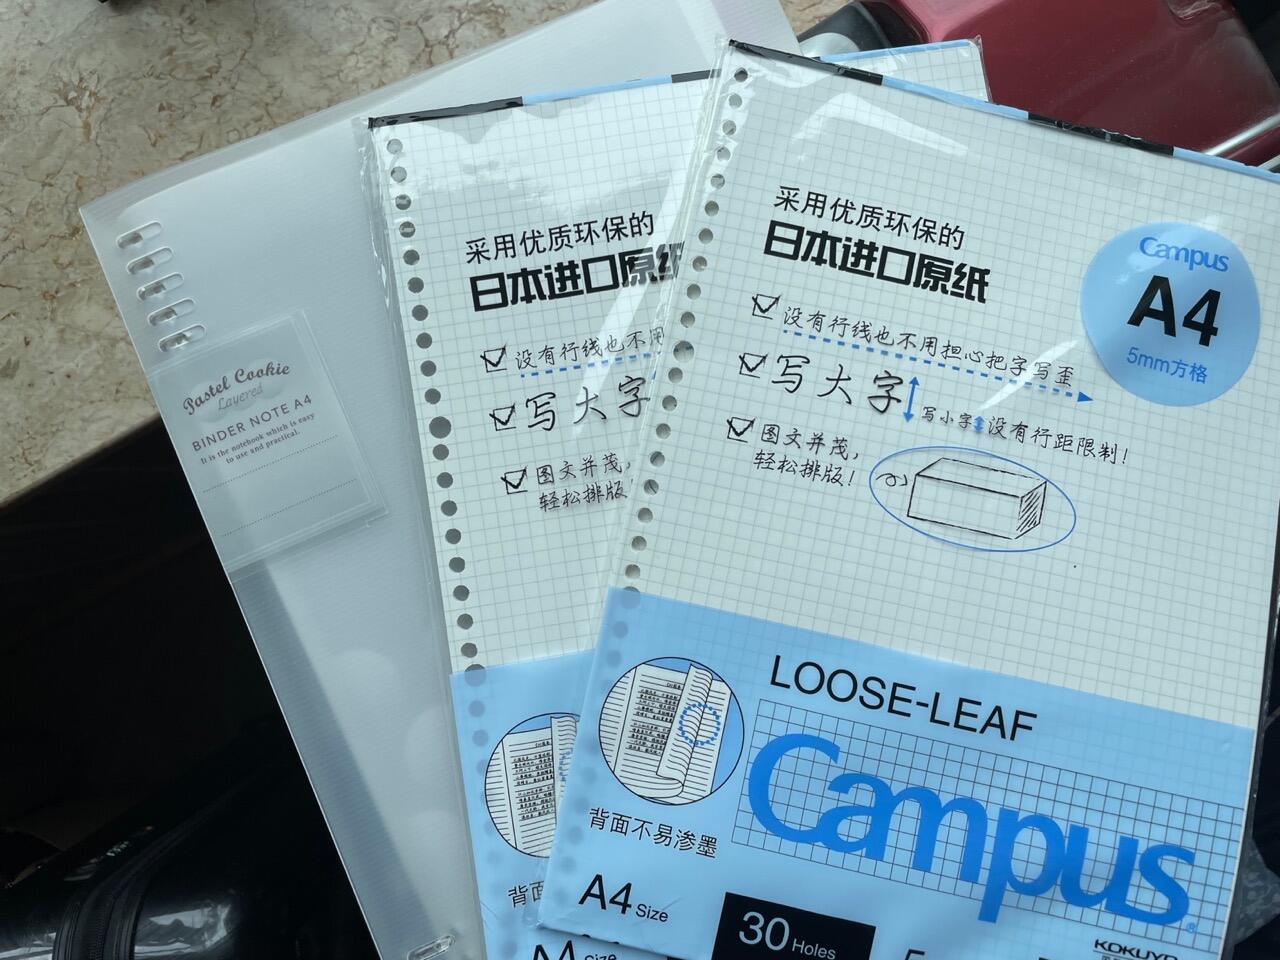 Pastel Cookie
Layered
BINDER NOTE A4
It is the notebook which is easy
to use and practical.
采用优质环保的
日本进口原纸
没有行线也不用
写大字
图文并茂,
轻松排版!
背面
A4 Size
采用优质环保的
日本进口原纸
Campus
A4
5mm方格
没有行线也不用担心把字写歪
写大字 写小字 没有行距限制!
图文并茂,
轻松排版!
LOOSE-LEAF
Campus
背面不易渗墨
A4 Size
30 Holes
KOKUYO